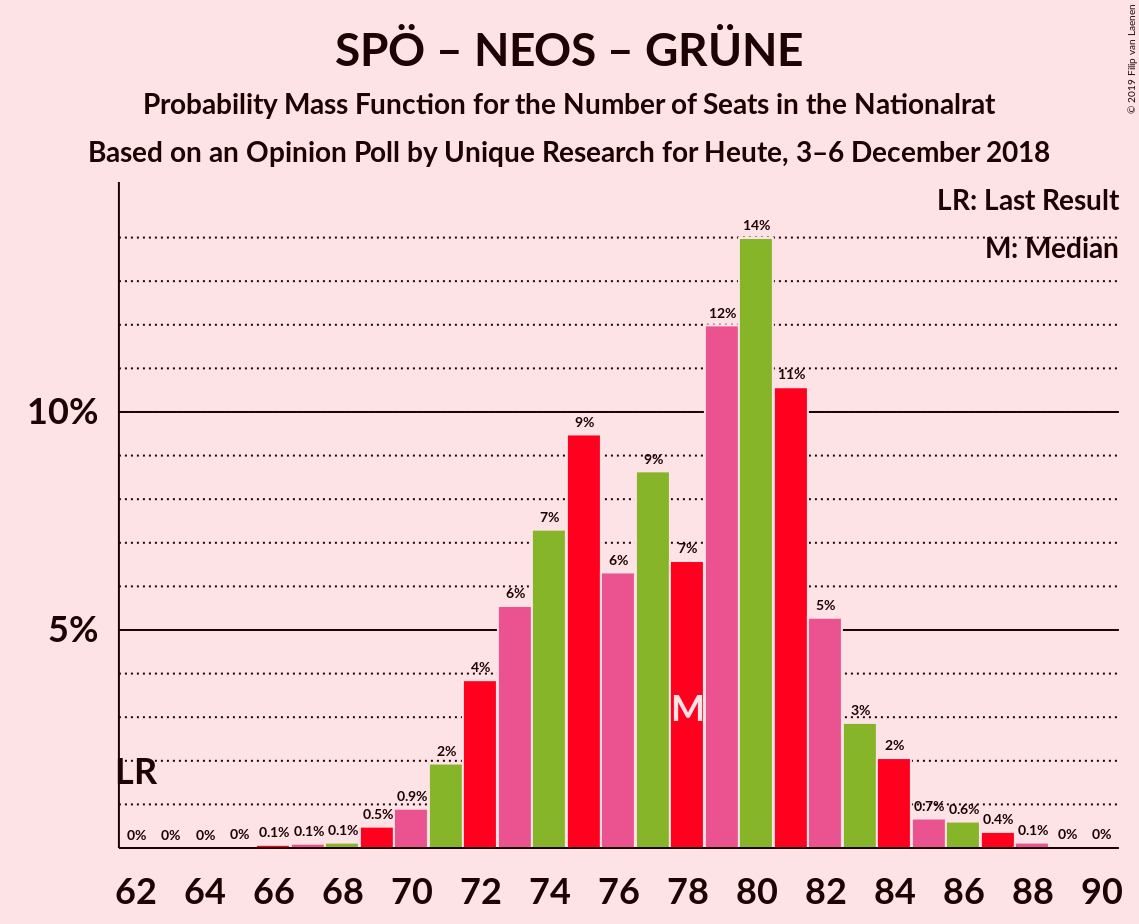 SPÖ – NEOS – GRÜNE
Probability Mass Function for the Number of Seats in the Nationalrat
Based on an Opinion Poll by Unique Research for Heute, 3–6 December 2018
© 2019 Filip van Laenen
LR: Last Result
M: Median
14%
12%
11%
10%
9%
9%
7%
7%
6%
6%
5%
5%
4%
3%
2%
2%
M
LR
0% 0% 0% 0% 0.1% 0.1% 0.1% 0.5% 0.9% 0.7% 0.6% 0.4% 0.1% 0% 0%
62 64 66 68 70 72 74 76 78 80 82 84 86 88 90